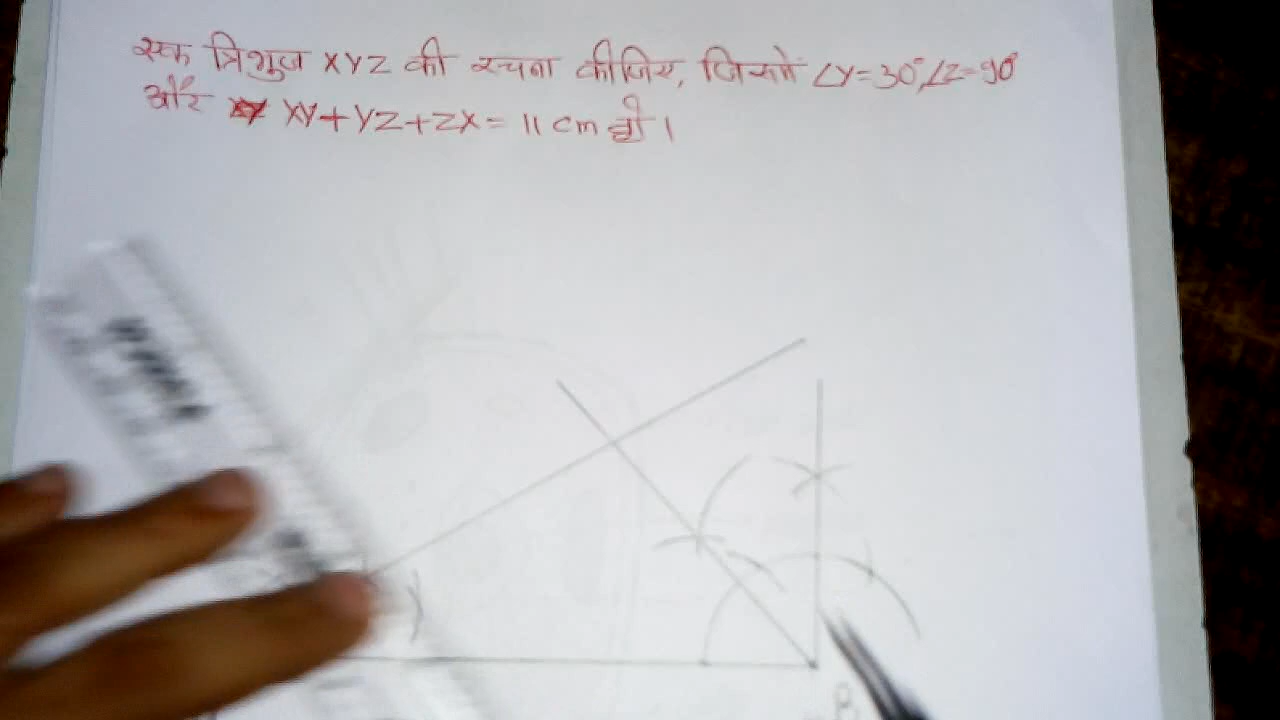 एक त्रिभुज XYZ की रचना कीजिए, जिसमें ∠Y=30°,∠Z=90°
और XY+YZ+ZX= 11 cm हो।
B